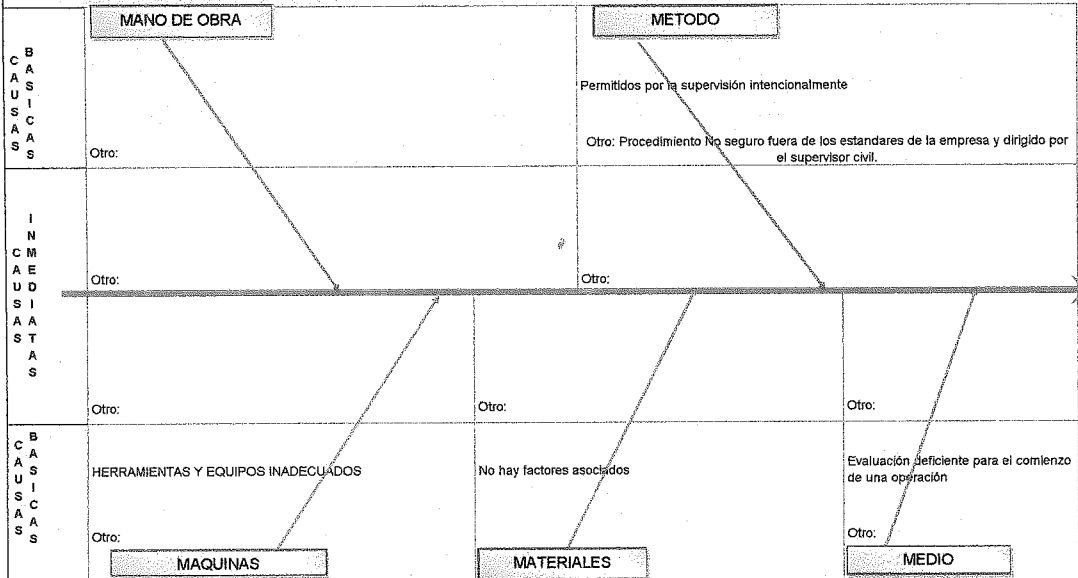 MANO DE OBRA
METODO
CAUSAS BASICAS
Permitidos por la supervisión intencionalmente
Otro:
Otro: Procedimiento No seguro fuera de los estandares de la empresa y dirigido por
el supervisor civil.
CAUSAS INMEDIATAS
Otro:
Otro:
Otro:
Otro:
Otro:
CAUSAS BASICAS
HERRAMIENTAS Y EQUIPOS INADECUADOS
No hay factores asociados
Evaluación deficiente para el comienzo
de una operación
Otro:
Otro:
MAQUINAS
MATERIALES
MEDIO